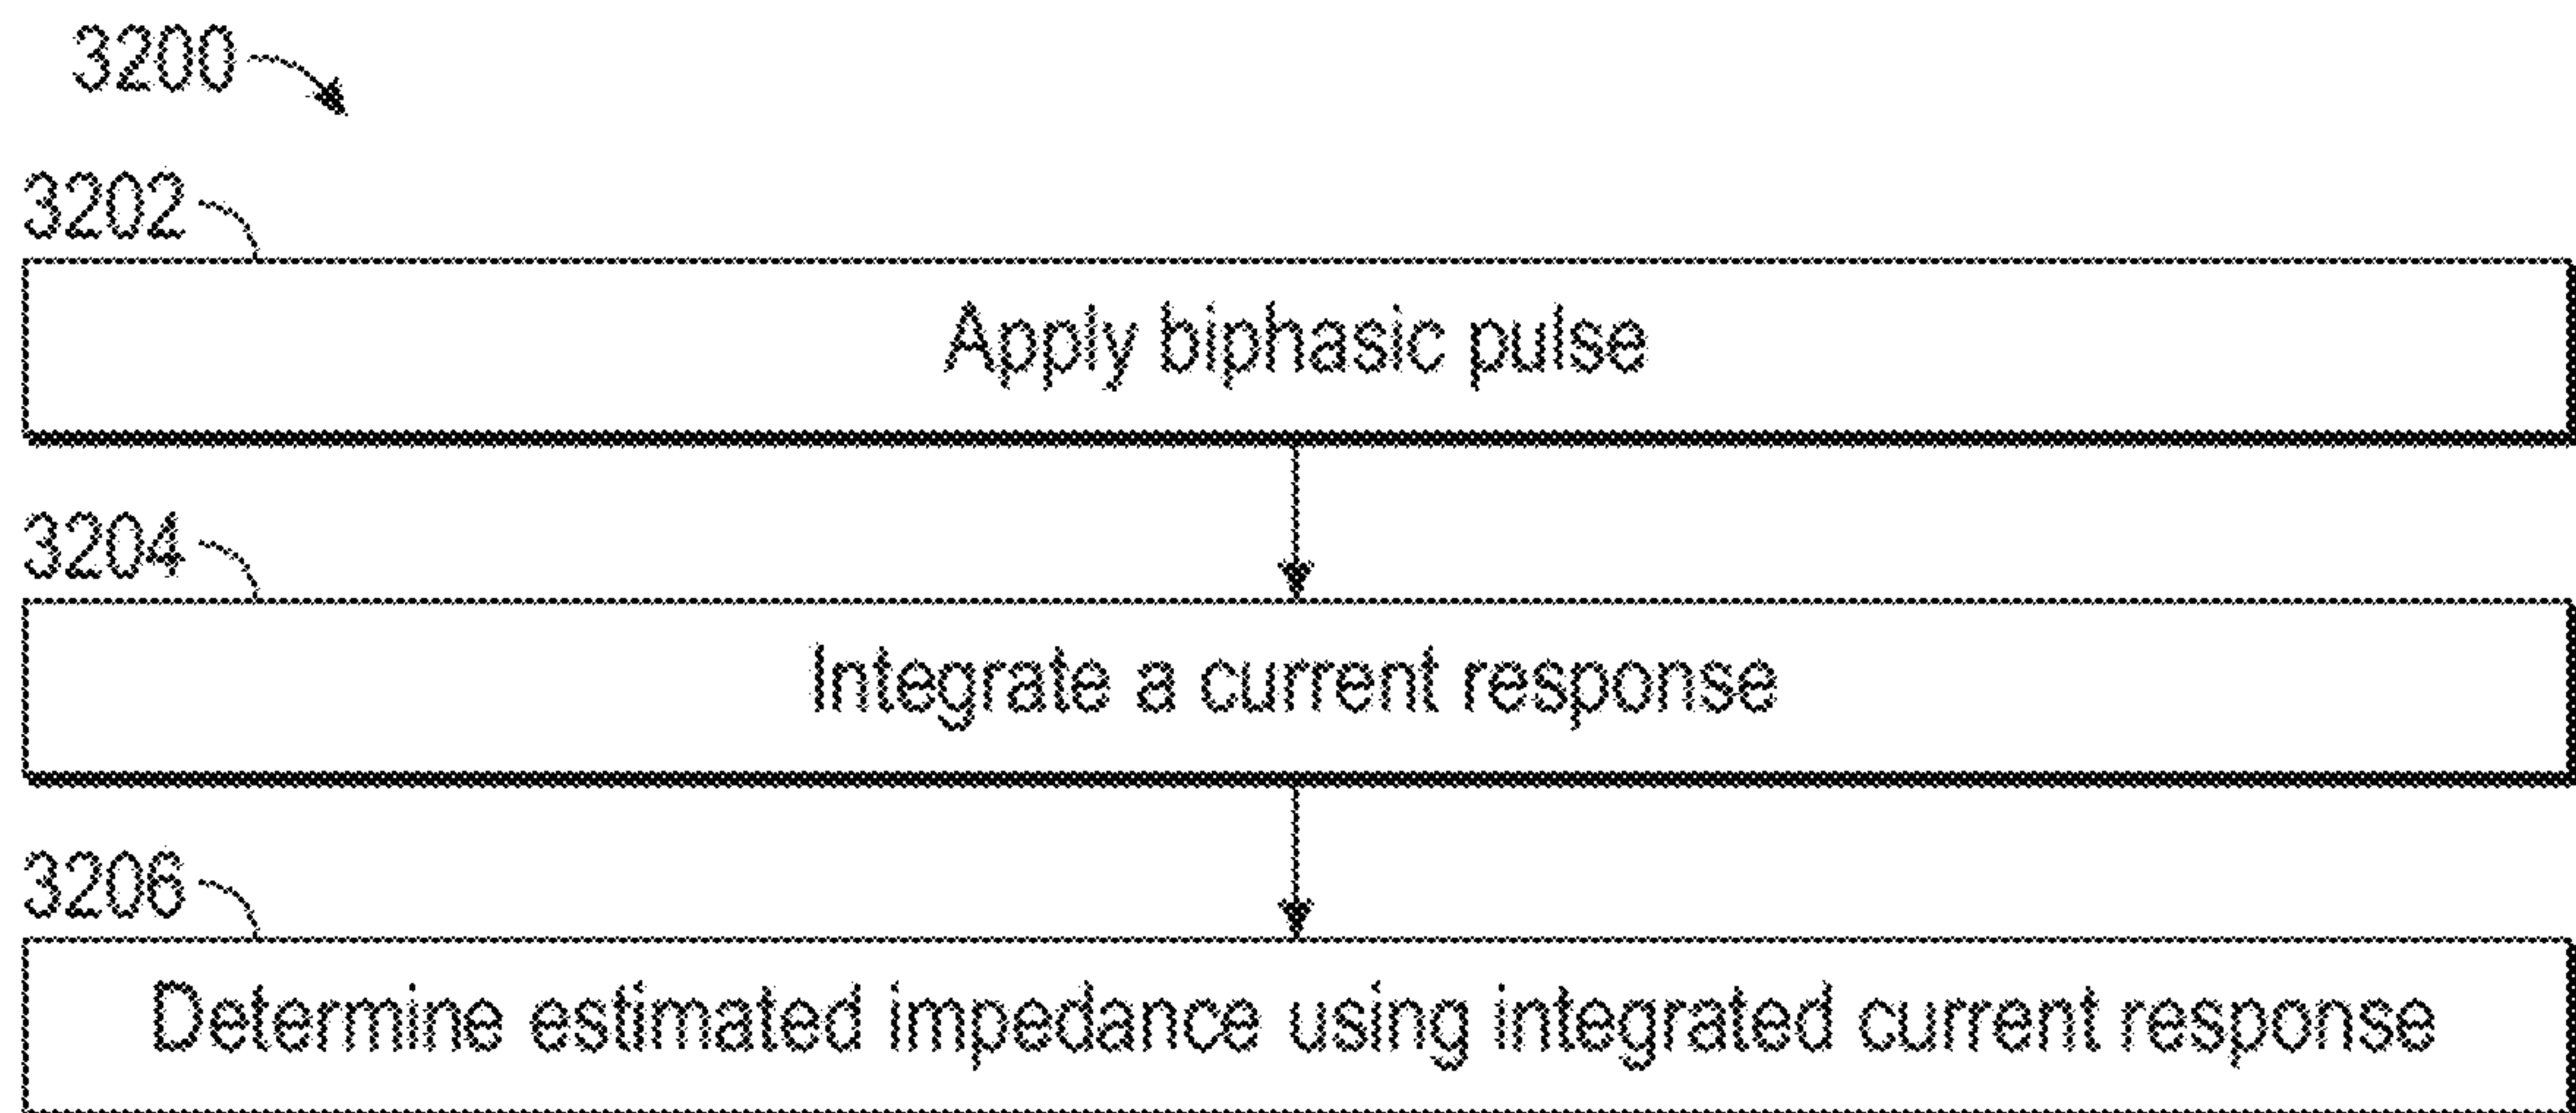 3200
3202
Apply biphasic pulse
3204
Integrate a current response
3206
Determine estimated impedance using integrated current response